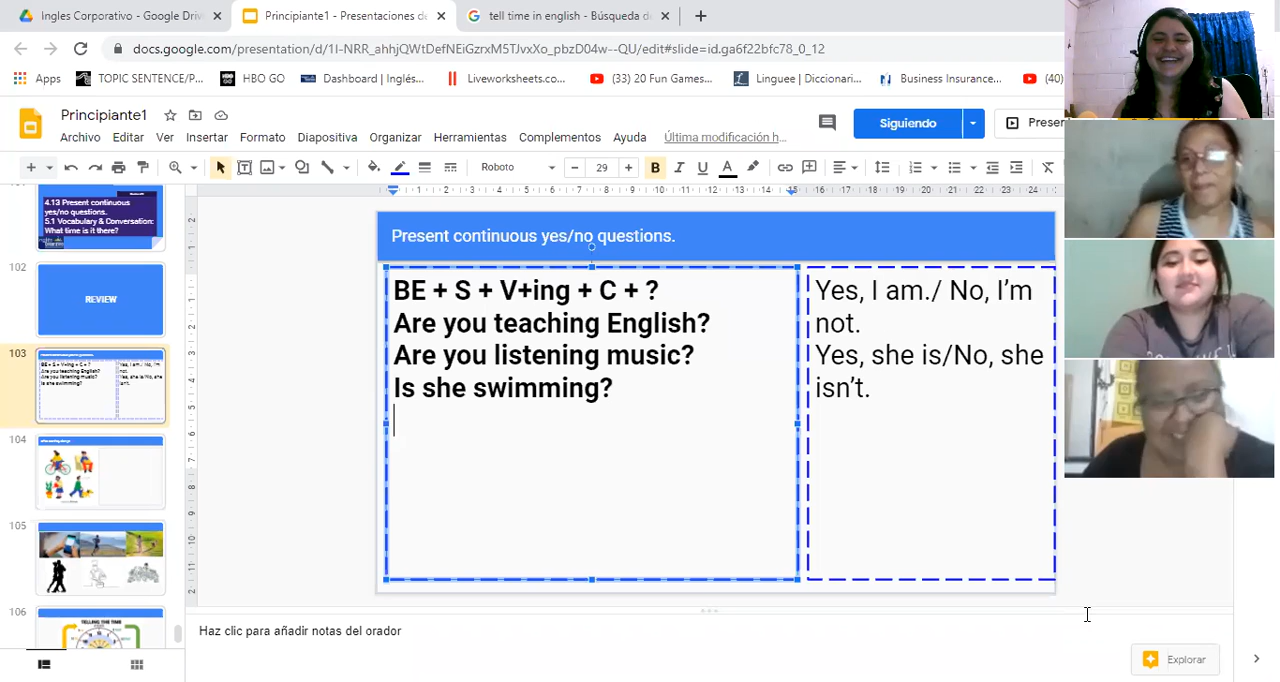 Ingles Corporativo - Google Driv
Principiante1 - Presentaciones de
tell time in english - Búsqueda d
docs.google.com/presentation/d/1I-NRR_ahhjQWtDefNEiGzrxM5TJvxXo_pbzD04w--QU/edit#slide=id.ga6f22bfc78_0_12
Apps
TOPIC SENTENCE/P...
HBO GO
Dashboard | Inglés...
Liveworksheets.co...
(33) 20 Fun Games...
Linguee | Diccionari...
Business Insurance...
(40)
Principiante1
Archivo Editar Ver Insertar Formato Diapositiva Organizar Herramientas Complementos Ayuda Última modificación h...
Siguiendo
Presen
Roboto
29
4.13 Present continuous
yes/no questions.
5.1 Vocabulary & Conversation:
What time is it there?
102
REVIEW
103
104
105
106
TELLING THE TIME
Present continuous yes/no questions.
BE + S + V+ing + C + ?
Are you teaching English?
Are you listening music?
Is she swimming?
Yes, I am./ No, I'm
not.
Yes, she is/No, she
isn't.
Haz clic para añadir notas del orador
Explorar